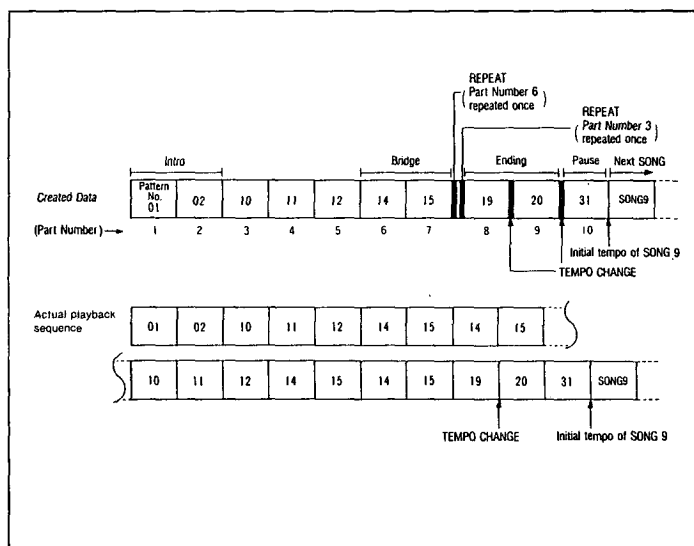 REPEAT
( Part Number 6
repeated once )
REPEAT
( Part Number 3
repeated once )
Intro
Bridge
Ending
Pause
Next SONG
Created Data
Pattern
No.
01
02 10 11 12 14 15 19 20 31 SONG9
(Part Number)
1 2 3 4 5 6 7 8 9 10
Initial tempo of SONG 9
TEMPO CHANGE
Actual playback
sequence
01 02 10 11 12 14 15 14 15
10 11 12 14 15 14 15 19 20 31 SONG9
TEMPO CHANGE
Initial tempo of SONG 9